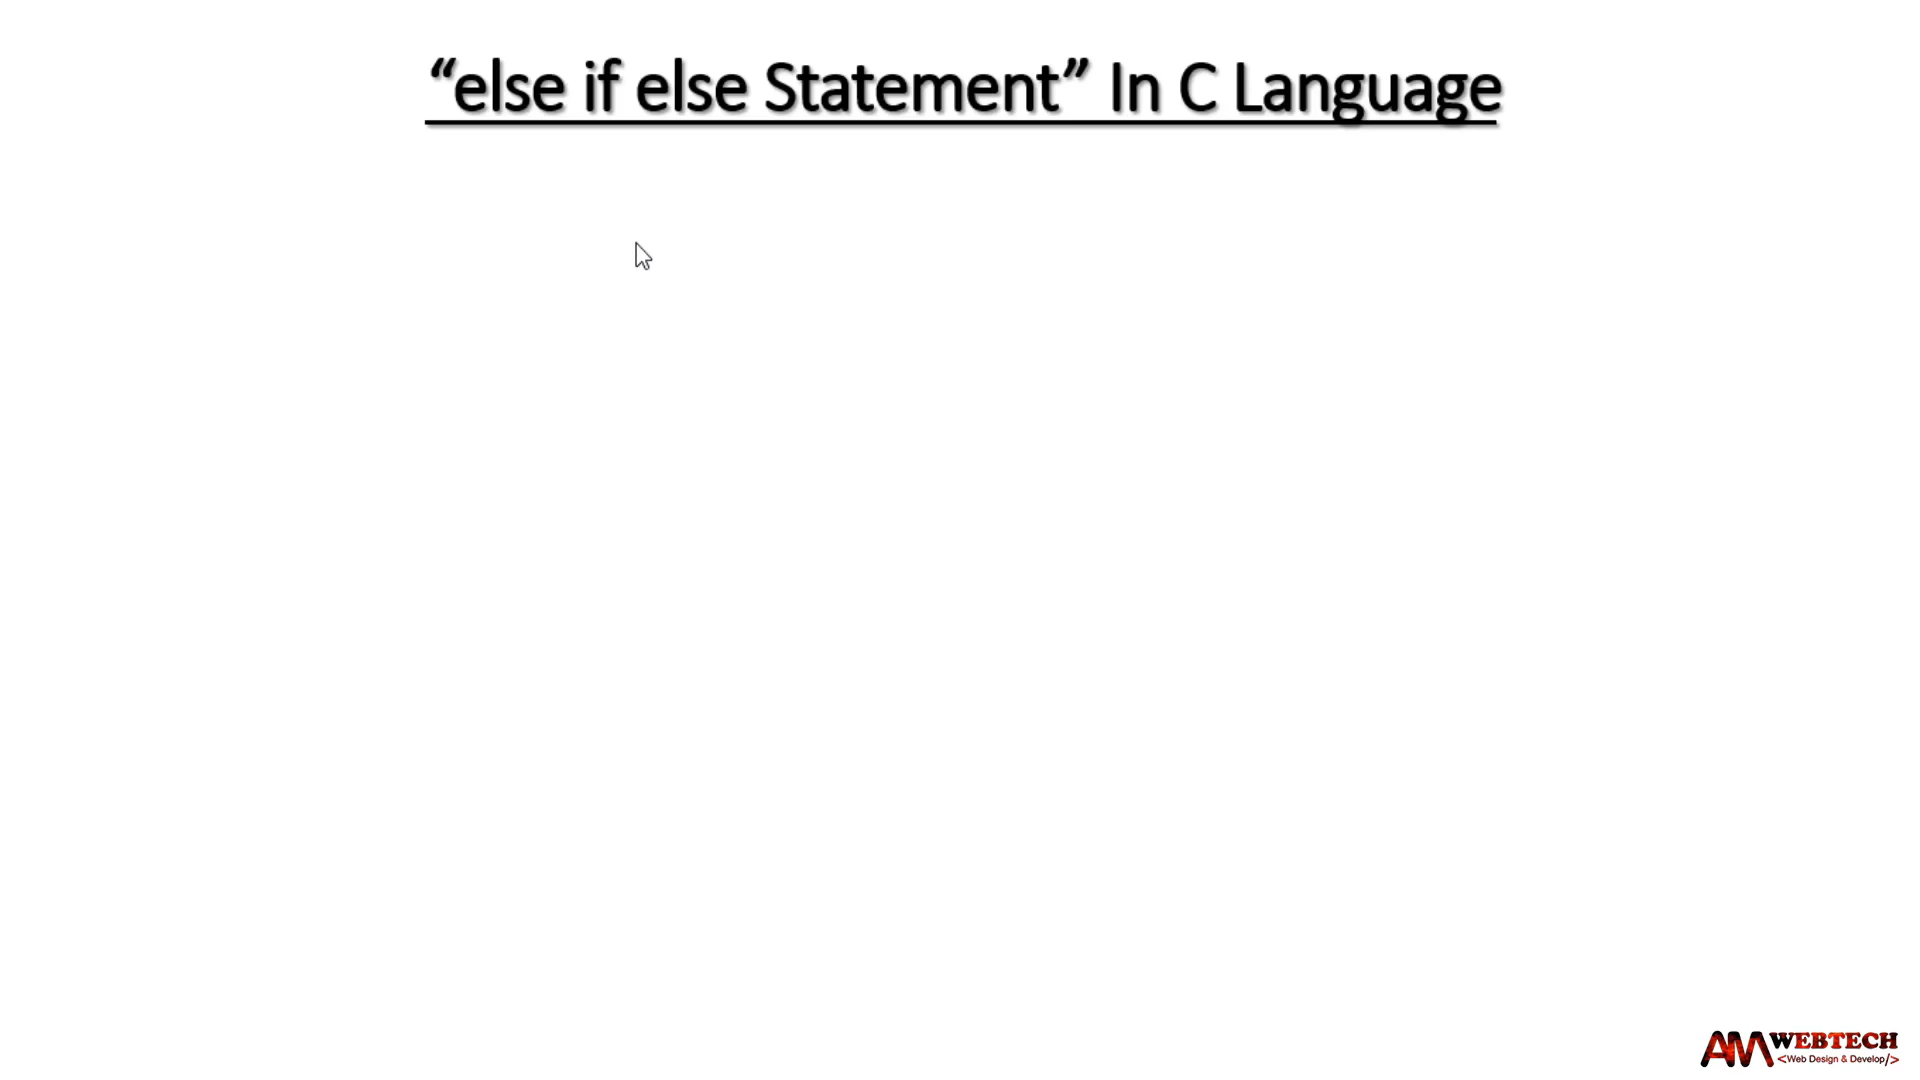 “else if else Statement” In C Language
AM WEBTECH
<Web Design & Develop/>